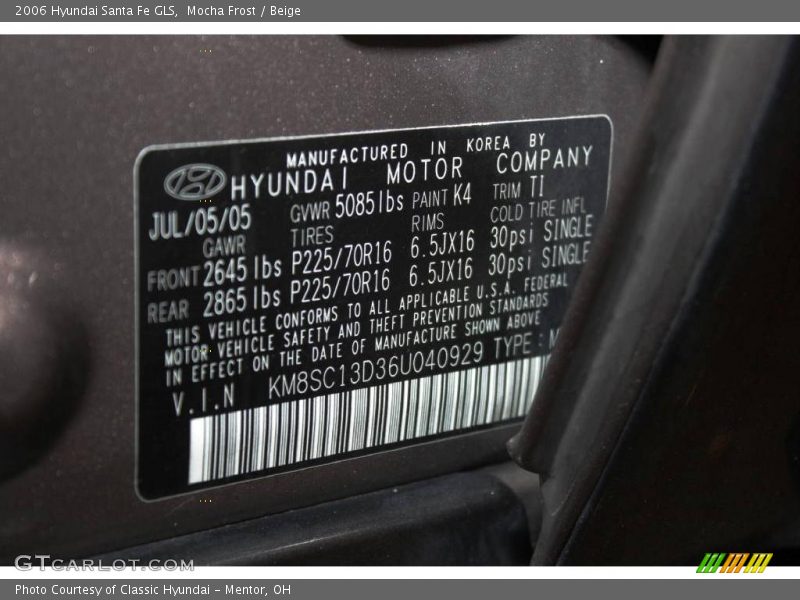 2006 Hyundai Santa Fe GLS, Mocha Frost / Beige
MANUFACTURED IN KOREA BY
HYUNDAI MOTOR COMPANY
JUL/05/05 GVWR 5085lbs PAINT K4 TRIM TI
GAWR TIRES RIMS COLD TIRE INFL
FRONT 2645 lbs P225/70R16 6.5JX16 30psi SINGLE
REAR 2865 lbs P225/70R16 6.5JX16 30psi SINGLE
THIS VEHICLE CONFORMS TO ALL APPLICABLE U.S.A. FEDERAL
MOTOR VEHICLE SAFETY AND THEFT PREVENTION STANDARDS
IN EFFECT ON THE DATE OF MANUFACTURE SHOWN ABOVE
V.I.N KM8SC13D36U040929 TYPE :
GTCARLOT.COM
Photo Courtesy of Classic Hyundai - Mentor, OH